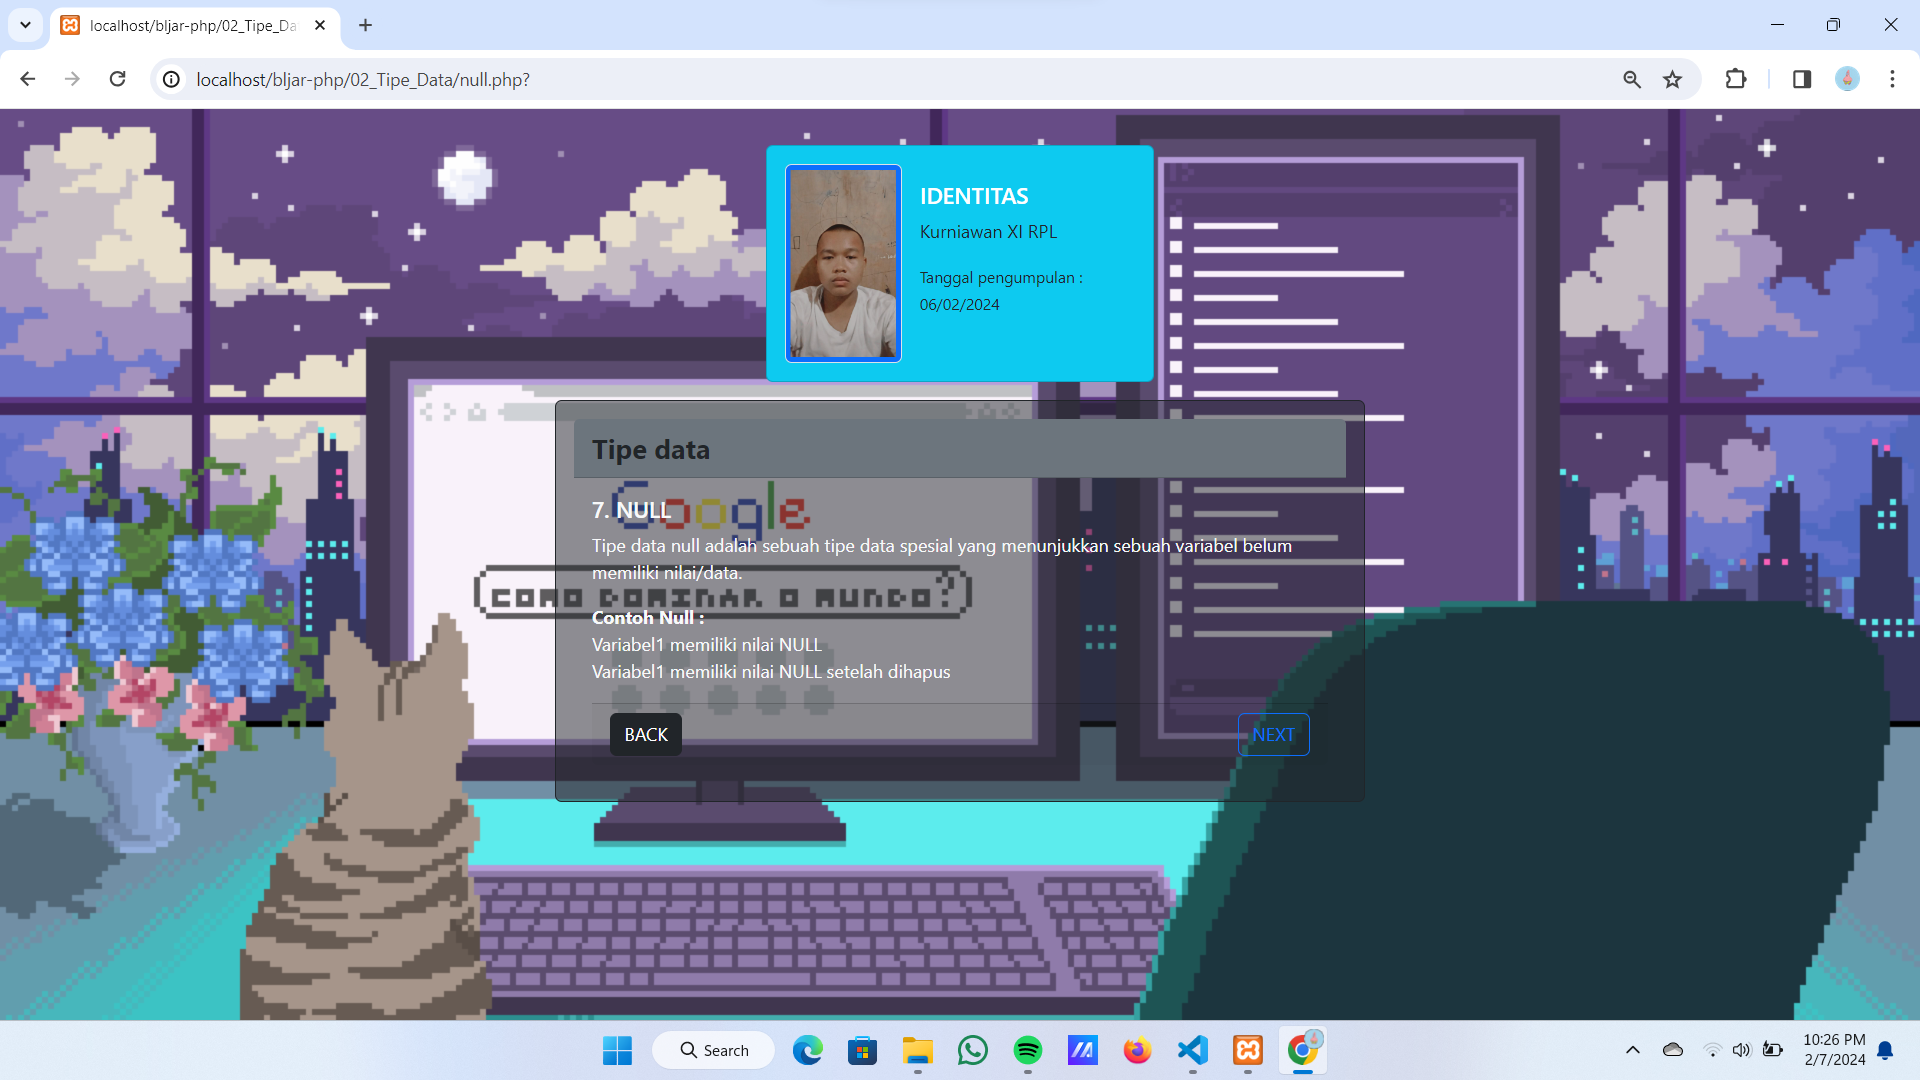 localhost/bljar-php/02_Tipe_Da
localhost/bljar-php/02_Tipe_Data/null.php?
IDENTITAS
Kurniawan XI RPL
Tanggal pengumpulan :
06/02/2024
Tipe data
Google
7. NULL
Tipe data null adalah sebuah tipe data spesial yang menunjukkan sebuah variabel belum
memiliki nilai/data.
COMO DOMINAR O MUNDO?
Contoh Null :
Variabel1 memiliki nilai NULL
Variabel1 memiliki nilai NULL setelah dihapus
BACK
NEXT
Search
10:26 PM
2/7/2024